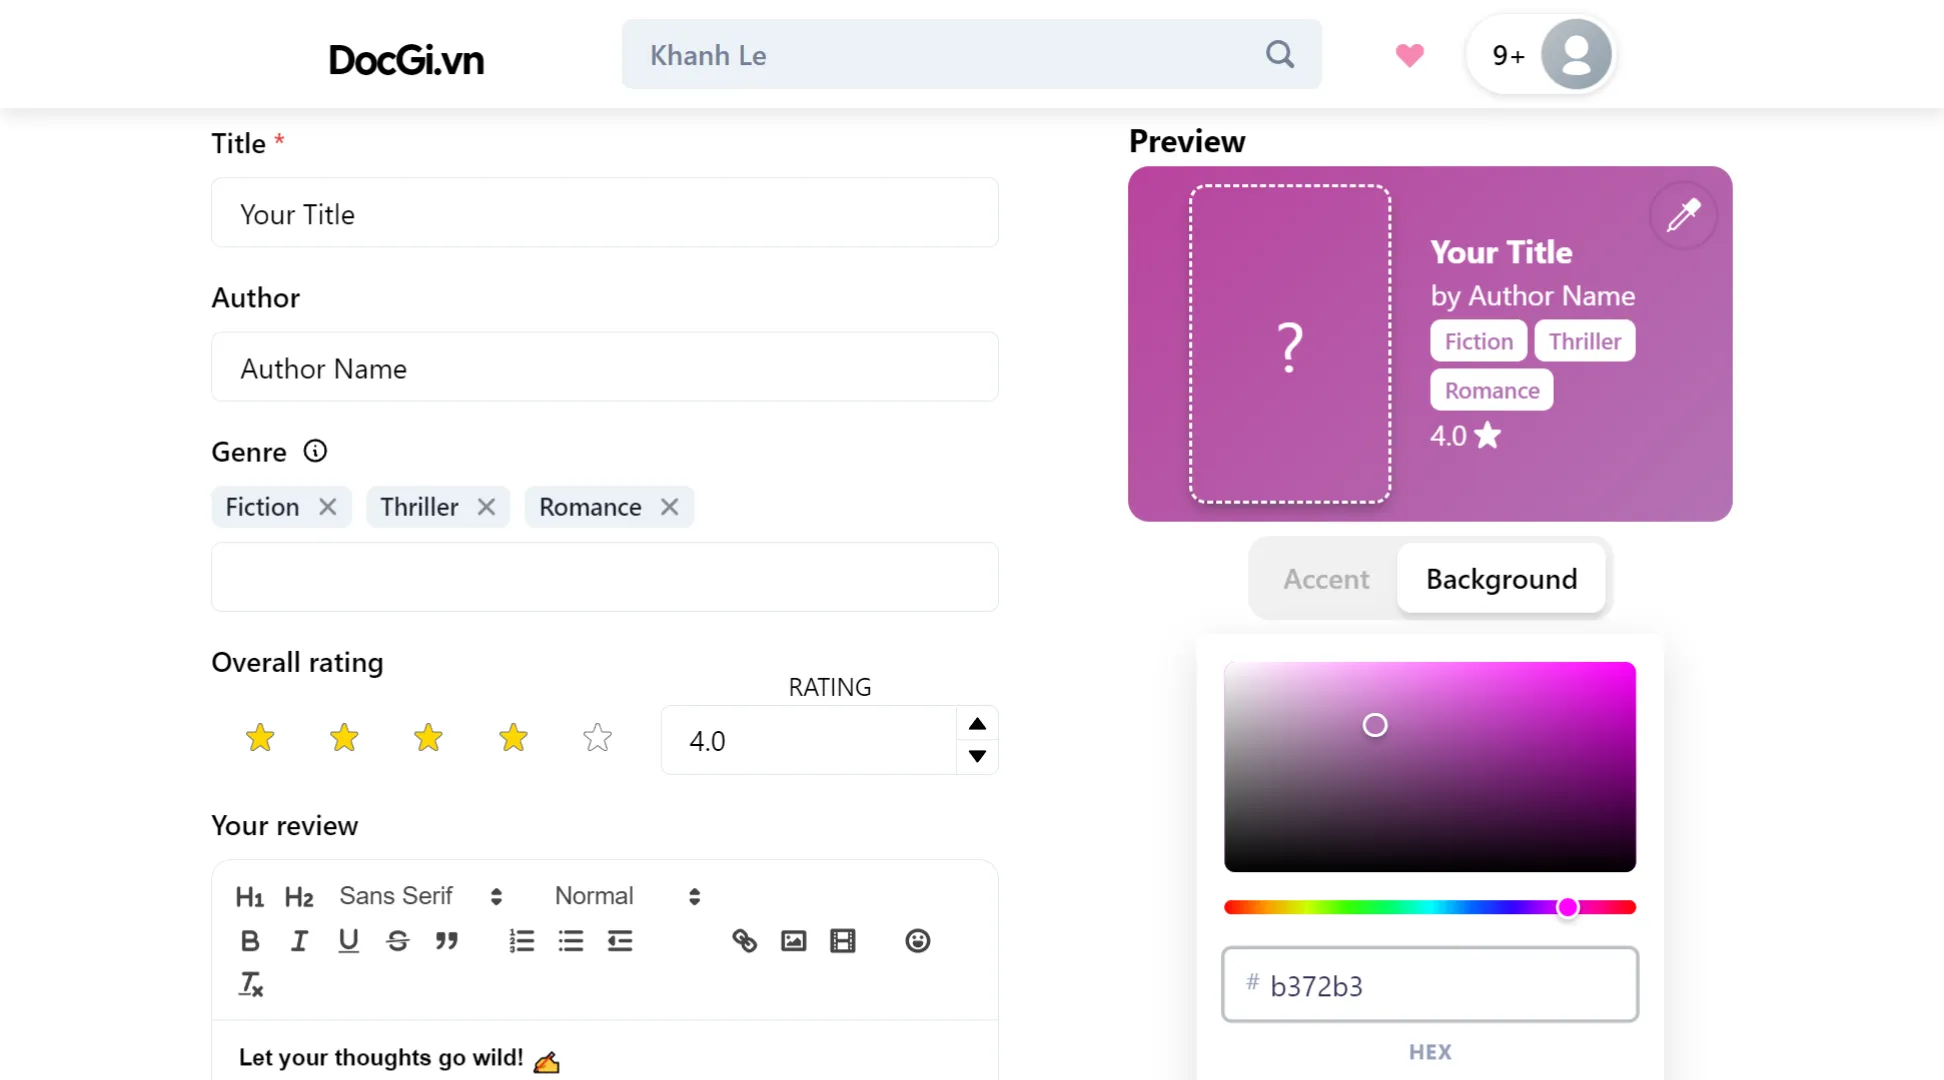 DocGi.vn
Khanh Le
9+
Title *
Your Title
Author
Author Name
Genre
Fiction
Thriller
Romance
Overall rating
RATING
4.0
Your review
H1 H2 Sans Serif Normal
Let your thoughts go wild! ✍
Preview
?
Your Title
by Author Name
Fiction Thriller
Romance
4.0
Accent Background
# b372b3
HEX